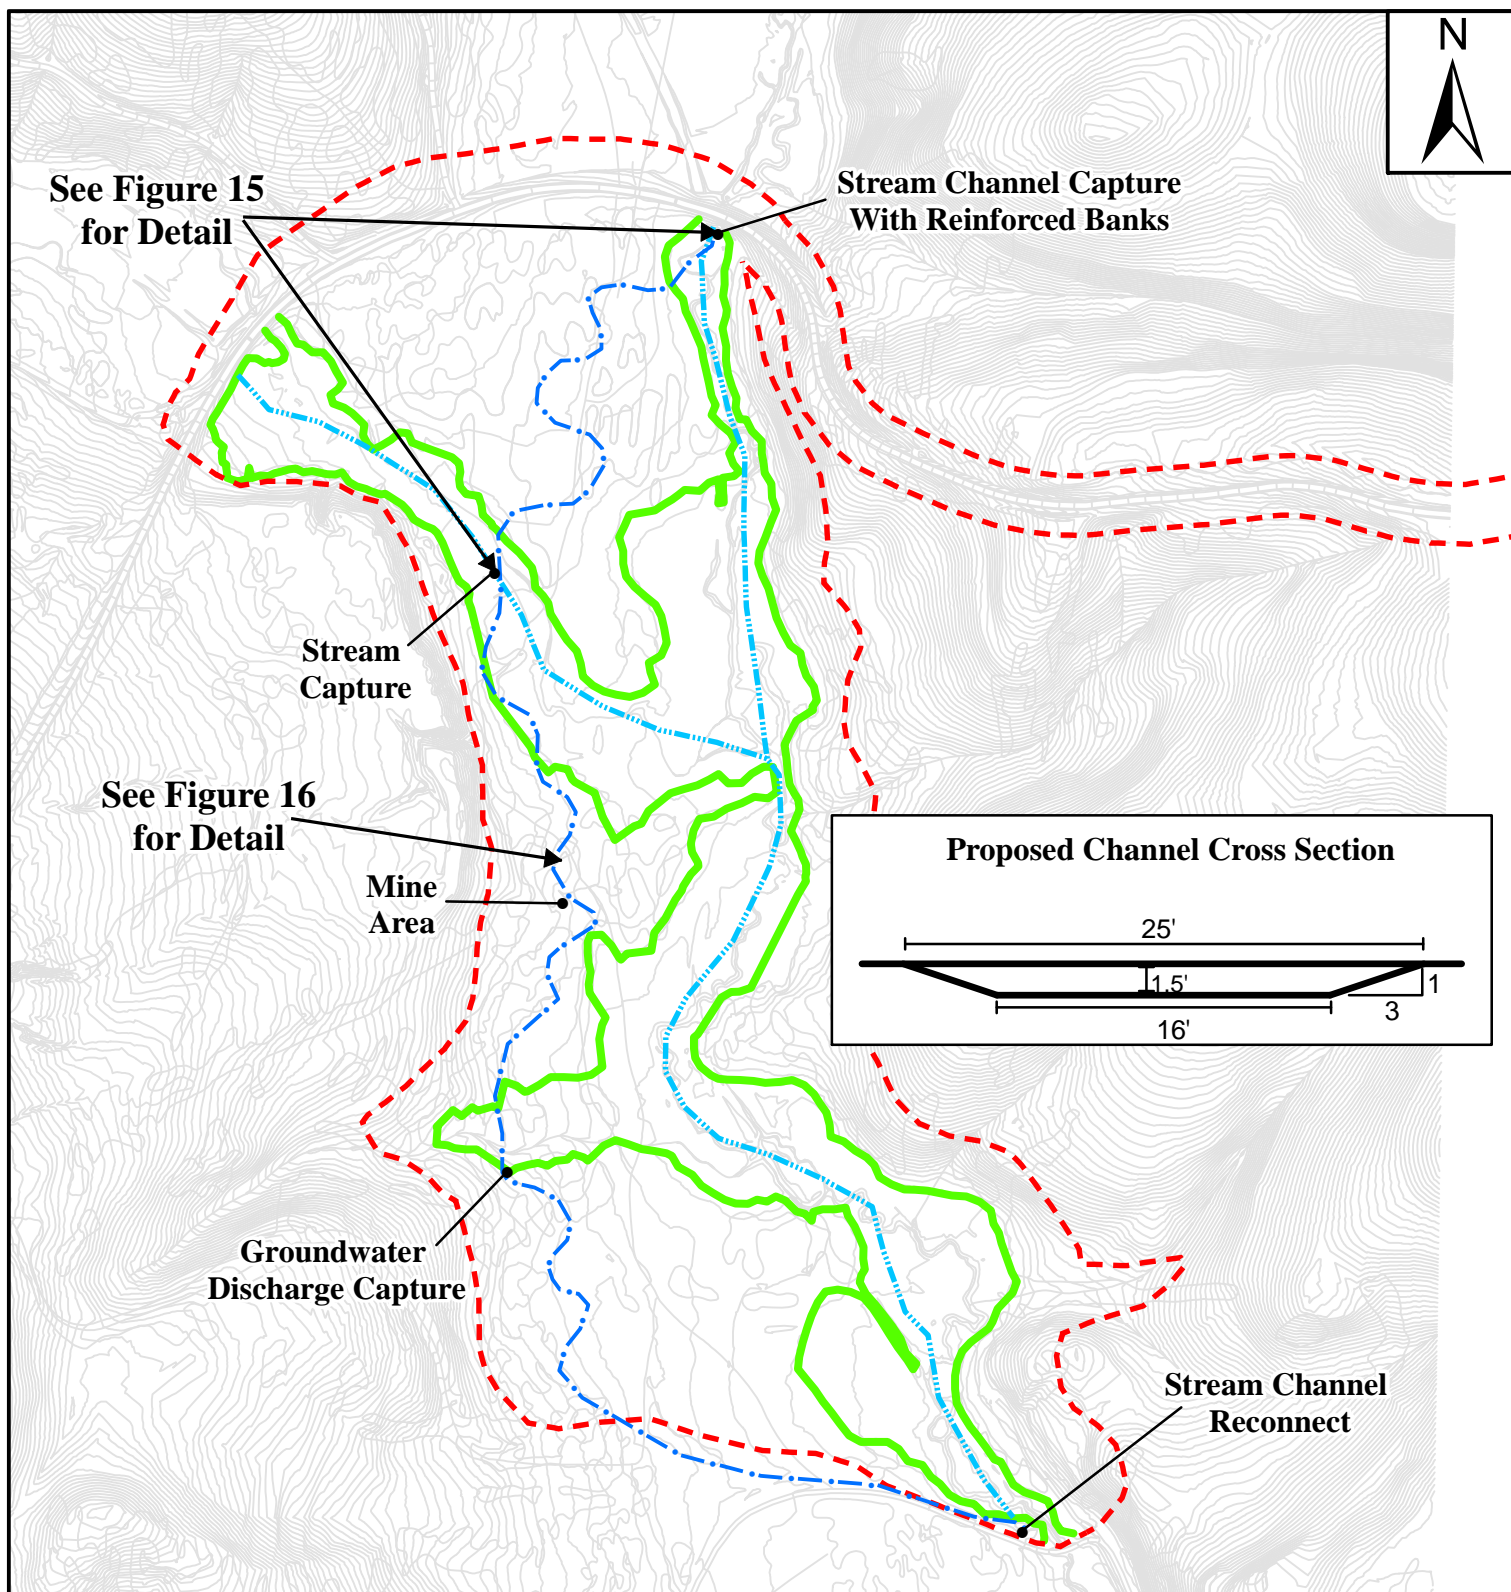 N
See Figure 15
for Detail
Stream Channel Capture
With Reinforced Banks
Stream
Capture
See Figure 16
for Detail
Mine
Area
Proposed Channel Cross Section
25'
1.5'
1
3
16'
Groundwater
Discharge Capture
Stream Channel
Reconnect